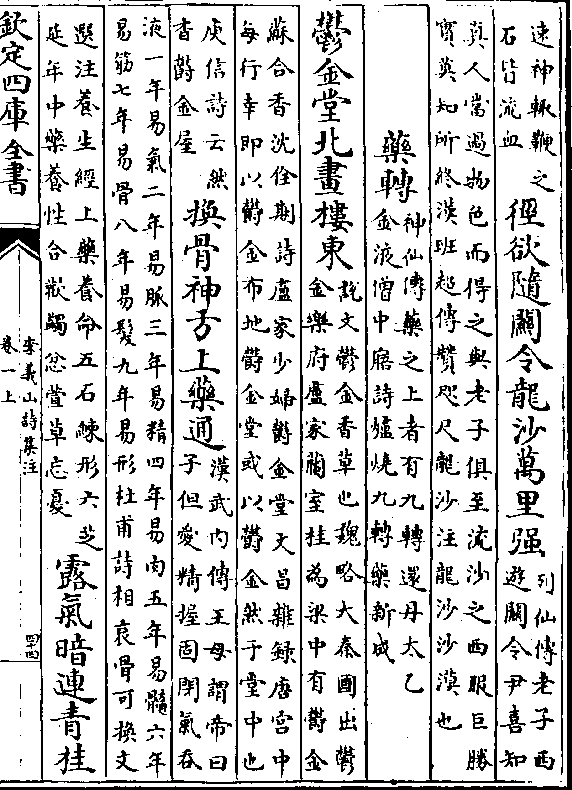 速神輒鞭之
石皆流血
徑欲隨關令龍沙萬里强
列仙傳老子西
遊關令尹喜知
真人當過物色而得之與老子俱至流沙之西服巨勝
實莫知所終漢班超傳贊咫尺龍沙注龍沙沙漠也
藥轉
神仙傳藥之上者有九轉還丹太乙
金液僧中寤詩爐燒九轉藥新成
鬱金堂北畫樓東
說文鬱金香草也魏略大秦國出鬱
金樂府盧家蘭室桂為梁中有鬱金
蘇合香沈佺期詩盧家少婦鬱金堂文昌雜録唐宫中
每行幸即以鬱金布地鬱金堂或以鬱金然于堂中也
庾信詩云然
香鬱金屋
換骨神方上藥通
漢武内傳王母謂帝曰
子但愛精握固閉氣吞
液一年易氣二年易脈三年易精四年易肉五年易髓六年
易筋七年易骨八年易髮九年易形杜甫詩相哀骨可換文
選注養生經上藥養命五石練形六芝
延年中藥養性合歡蠲忿萱草忘憂
露氣暗連青桂
欽定四庫全書
李義山詩集注
卷一上
四十四